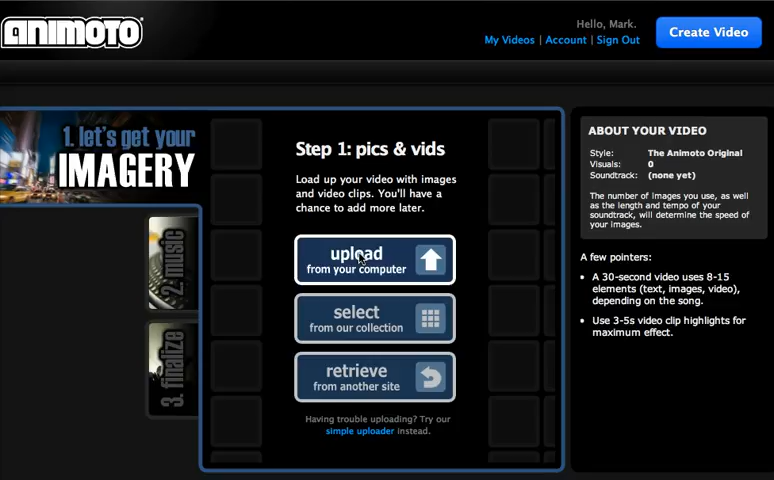 ANIMOTO
Hello, Mark.
My Videos | Account | Sign Out
Create Video
1. let's get your
IMAGERY
2. music
3. finalize
Step 1: pics & vids
Load up your video with images
and video clips. You'll have a
chance to add more later.
upload
from your computer
select
from our collection
retrieve
from another site
Having trouble uploading? Try our
simple uploader instead.
ABOUT YOUR VIDEO
Style: The Animoto Original
Visuals: 0
Soundtrack: (none yet)
The number of images you use, as well
as the length and tempo of your
soundtrack, will determine the speed of
your images.
A few pointers:
• A 30-second video uses 8-15
elements (text, images, video),
depending on the song.
• Use 3-5s video clip highlights for
maximum effect.